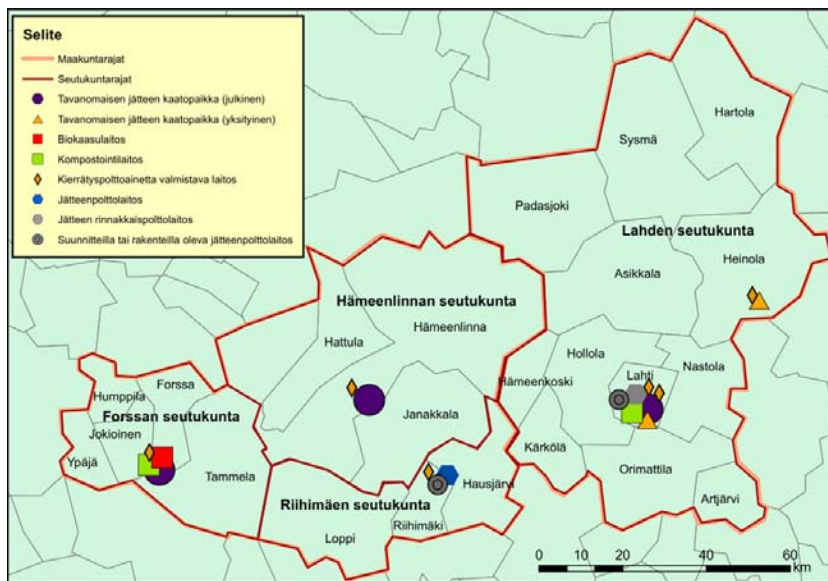 Selite
Maakuntarajat
Seutukuntarajat
Tavanomaisen jätteen kaatopaikka (julkinen)
Tavanomaisen jätteen kaatopaikka (yksityinen)
Biokaasulaitos
Kompostointilaitos
Kierrätyspolttoainetta valmistava laitos
Jätteenpolttolaitos
Jätteen rinnakkaispolttolaitos
Suunnitteilla tai rakenteilla oleva jätteenpolttolaitos
Hartola
Sysmä
Padasjoki
Lahden seutukunta
Heinola
Asikkala
Hämeenlinnan seutukunta
Hattula
Hämeenlinna
Hollola
Nastola
Lahti
Hämeenkoski
Forssa
Humppila
Forssan seutukunta
Jokioinen
Janakkala
Kärkölä
Ypäjä
Tammela
Orimattila
Hausjärvi
Artjärvi
Riihimäen seutukunta
Riihimäki
Loppi
0 10 20 40 60
km